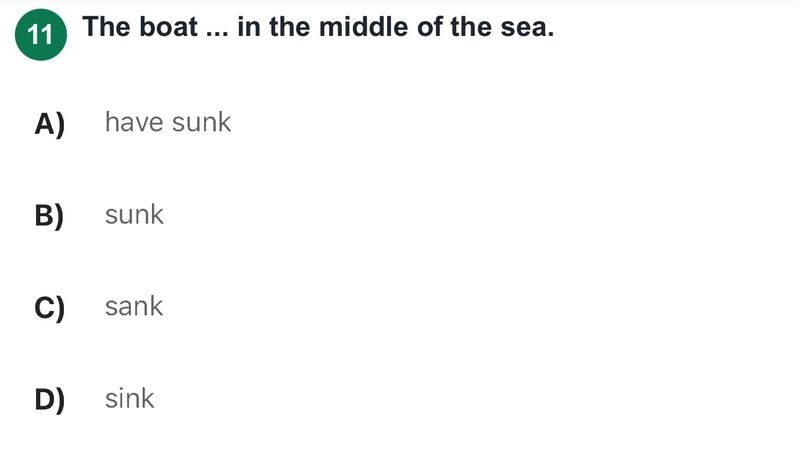 11 The boat ... in the middle of the sea.
A) have sunk
B) sunk
C) sank
D) sink